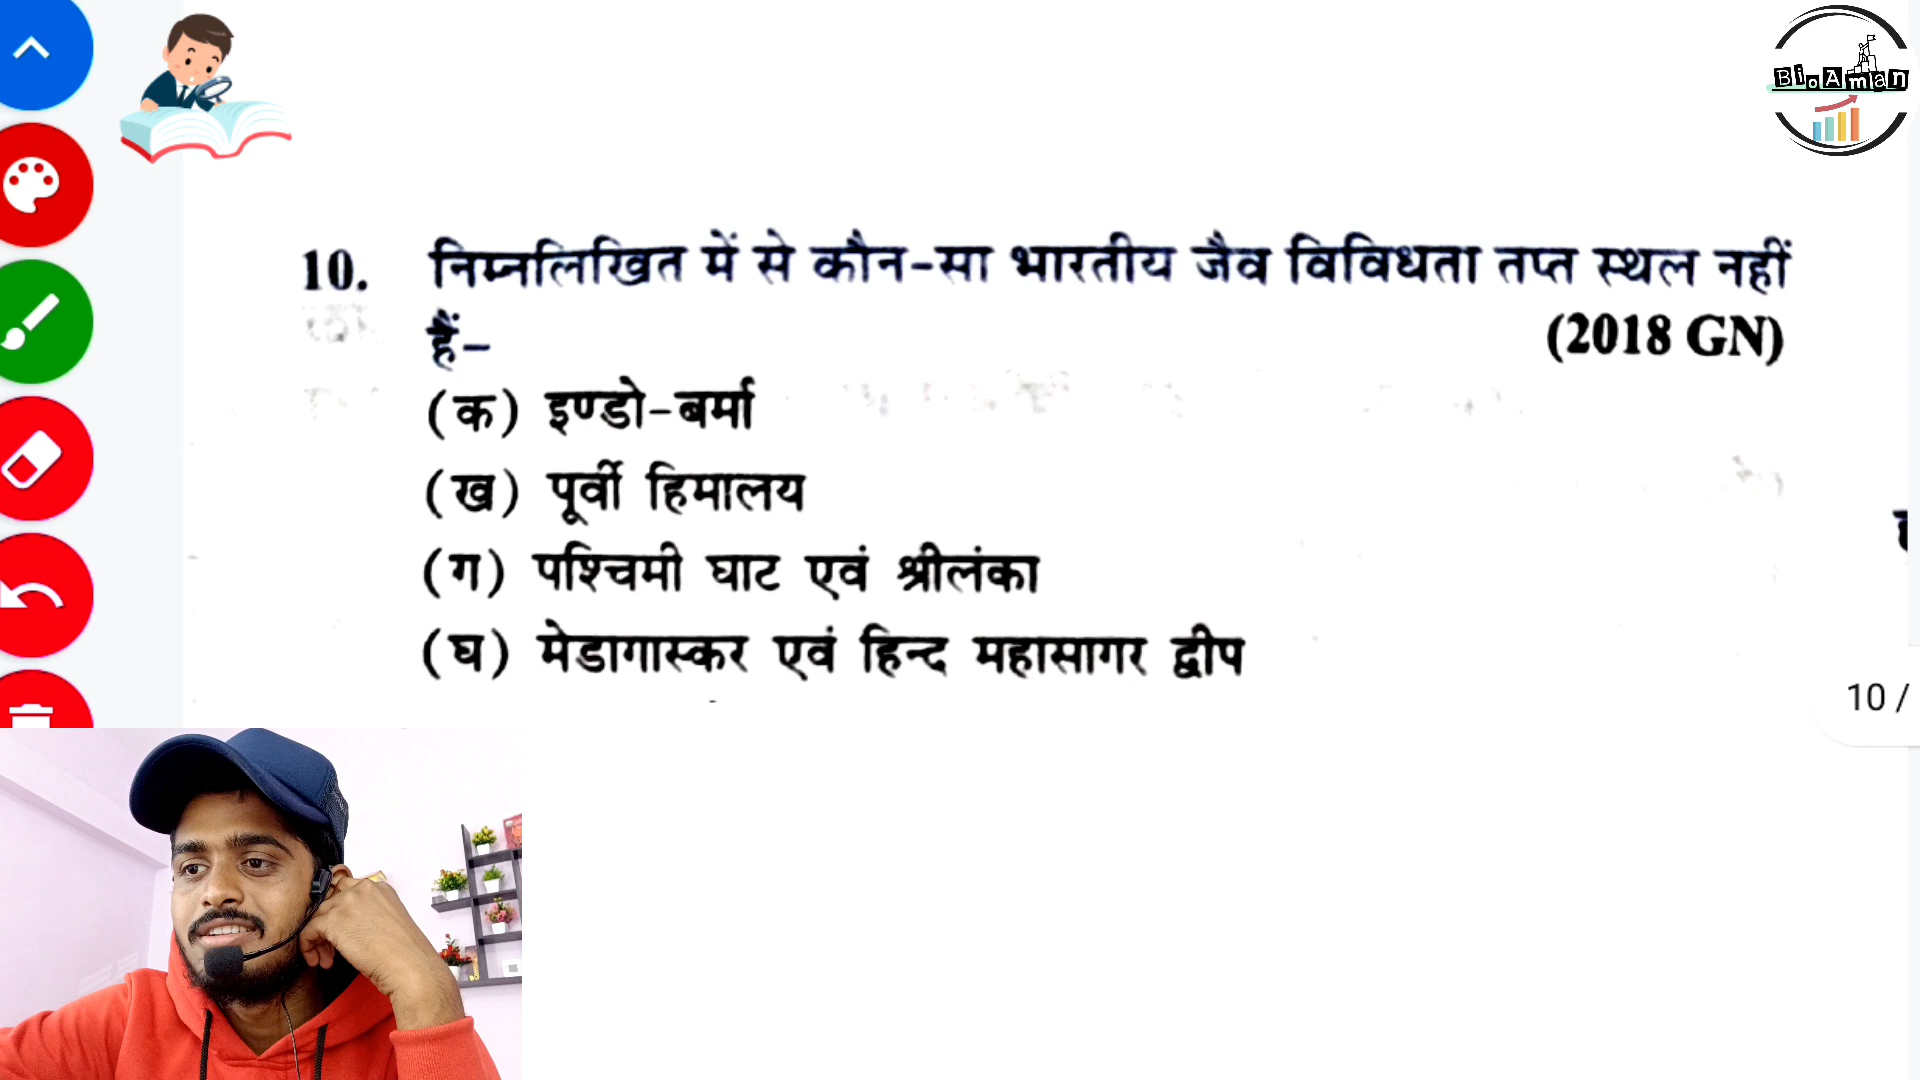 BioAman
10. निम्नलिखित में से कौन-सा भारतीय जैव विविधता तप्त स्थल नहीं
हैं- (2018 GN)
(क) इण्डो-बर्मा
(ख) पूर्वी हिमालय
(ग) पश्चिमी घाट एवं श्रीलंका
(घ) मेडागास्कर एवं हिन्द महासागर द्वीप
10 /